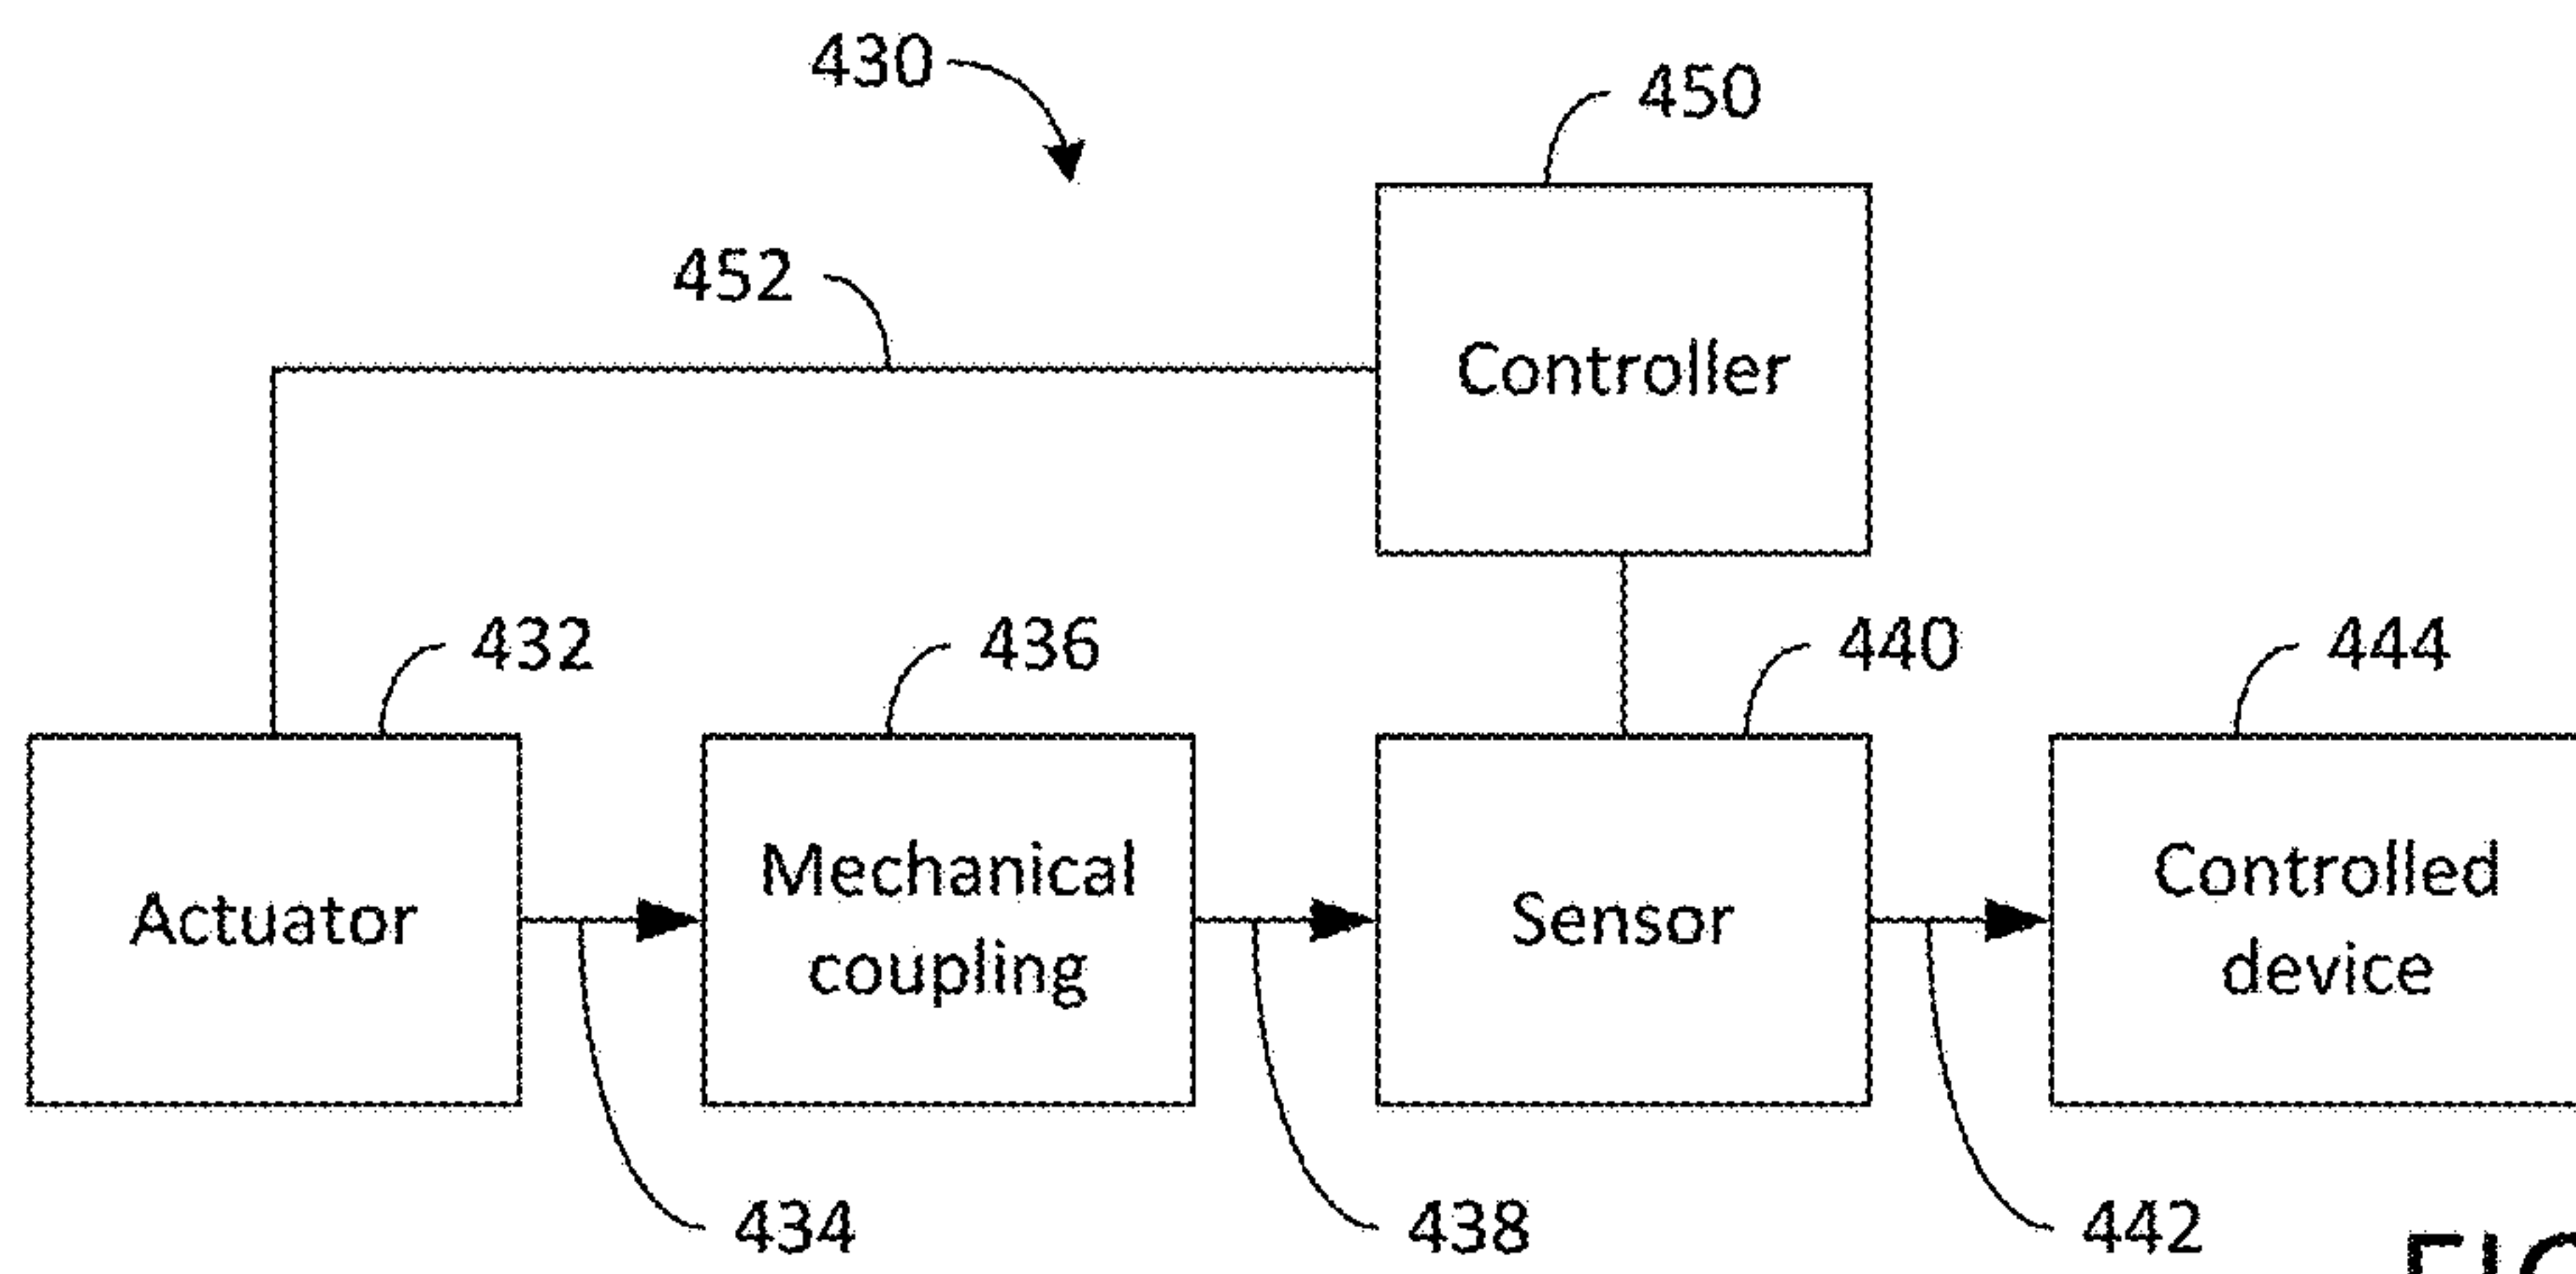 430
450
452
Controller
432
436
440
444
Actuator
Mechanical
coupling
Sensor
Controlled
device
434
438
442